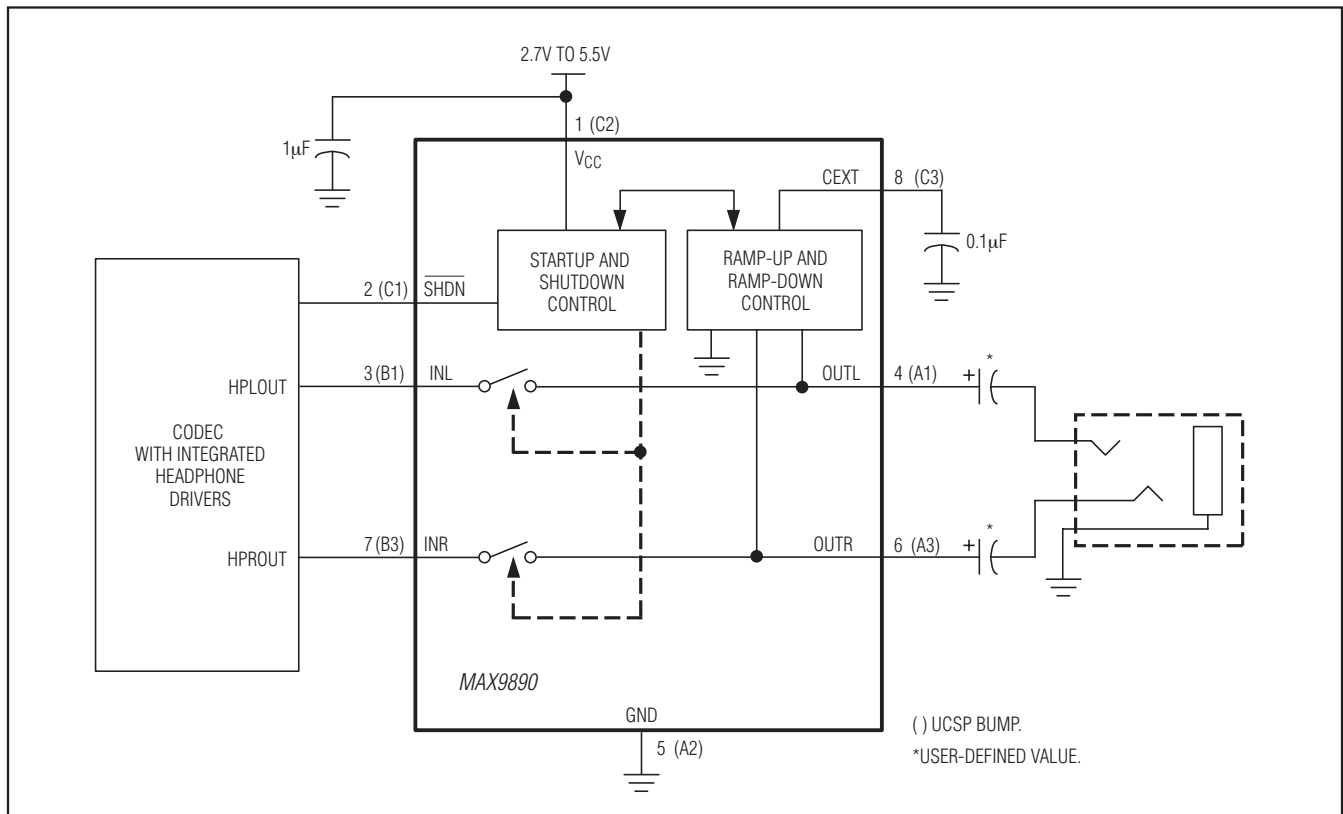 2.7V TO 5.5V
1 (C2)
1µF
VCC
CEXT
8 (C3)
0.1µF
STARTUP AND
SHUTDOWN
CONTROL
RAMP-UP AND
RAMP-DOWN
CONTROL
2 (C1)
SHDN
HPLOUT
3 (B1)
INL
OUTL
4 (A1)
+
*
CODEC
WITH INTEGRATED
HEADPHONE
DRIVERS
HPROUT
7 (B3)
INR
OUTR
6 (A3)
+
*
MAX9890
GND
5 (A2)
( ) UCSP BUMP.
*USER-DEFINED VALUE.